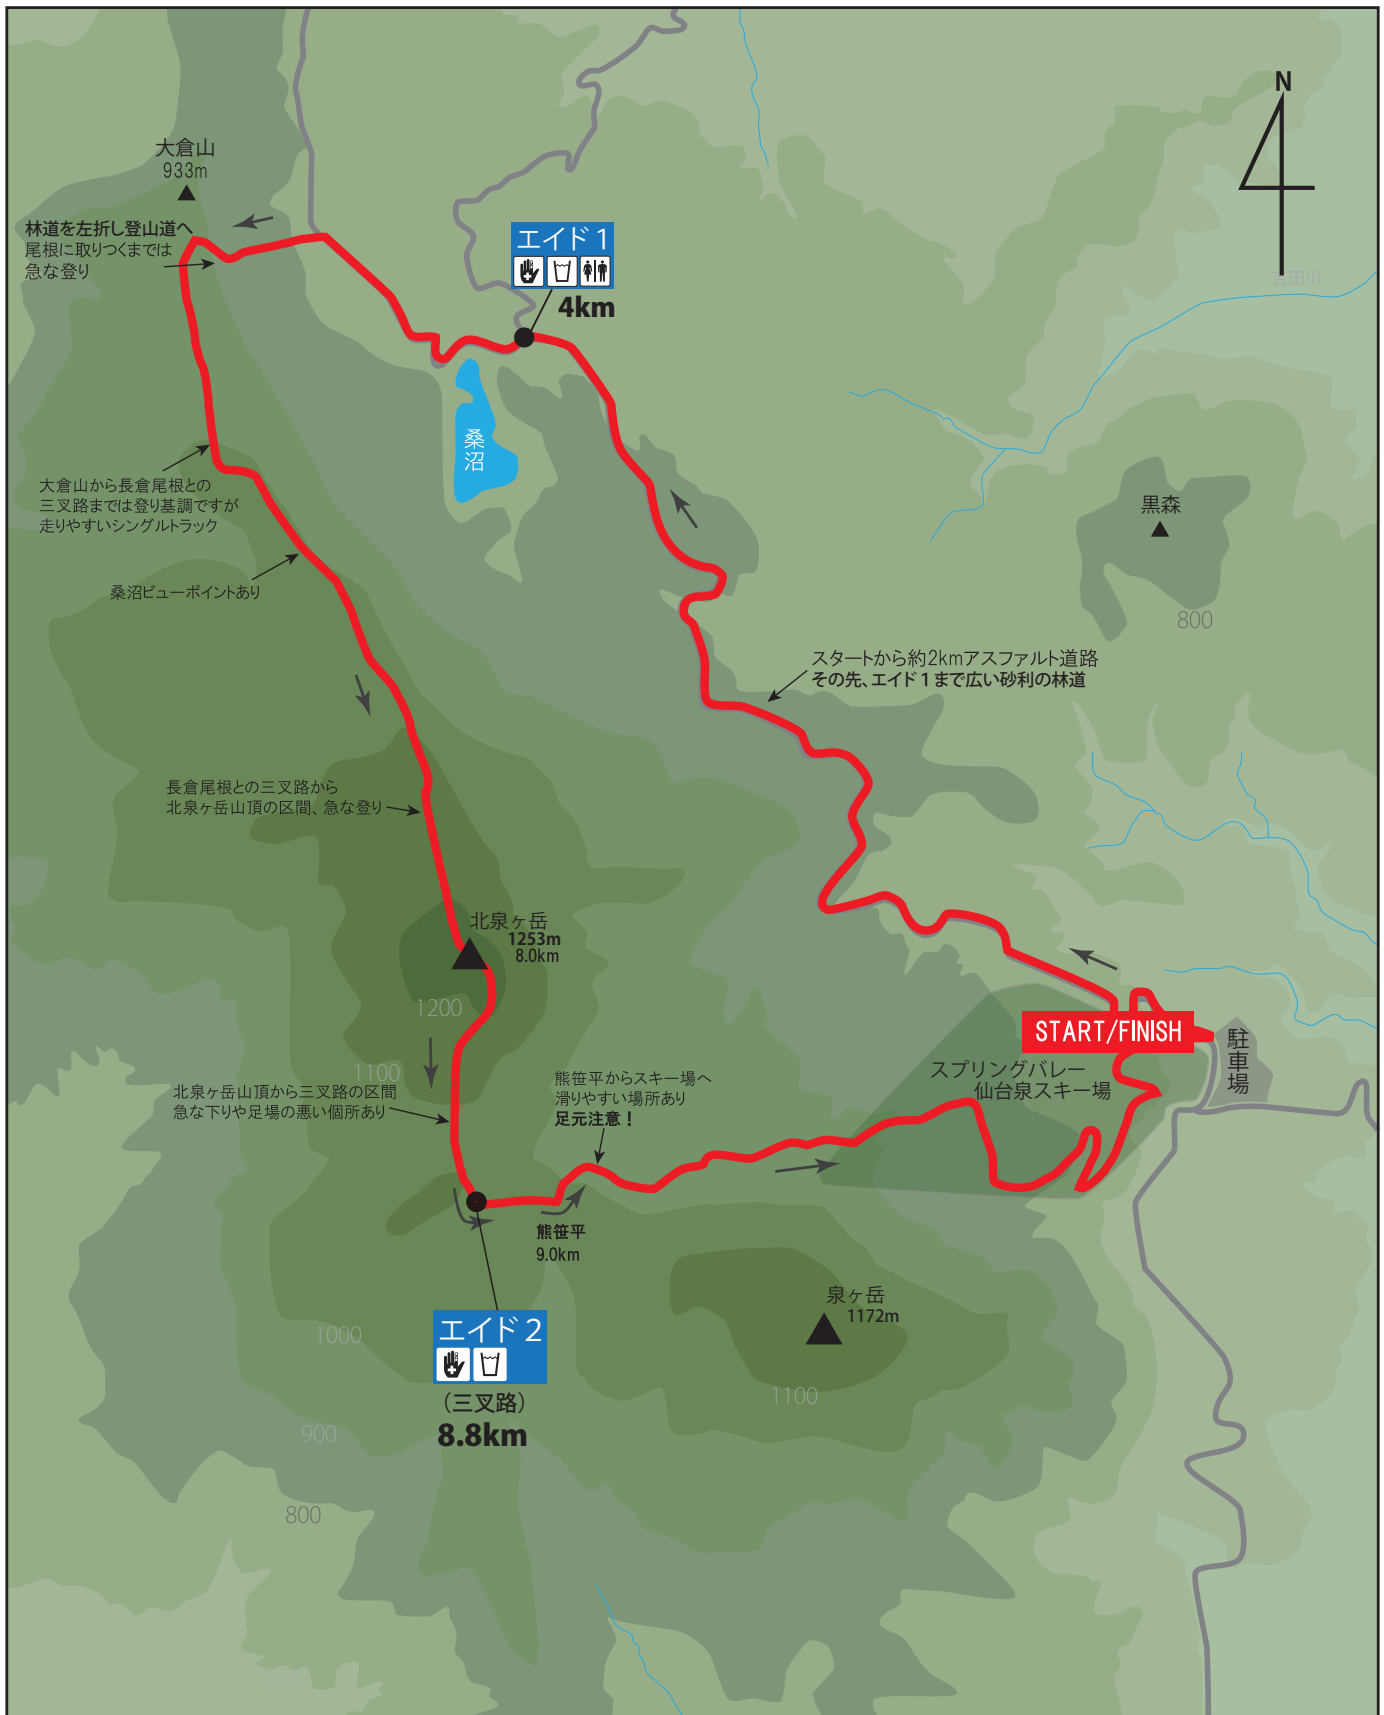 N
大倉山
933m
林道を左折し登山道へ
尾根に取りつくまでは
急な登り
エイド1
4km
吉田川
桑沼
大倉山から長倉尾根との
三叉路までは登り基調ですが
走りやすいシングルトラック
黒森
桑沼ビューポイントあり
800
スタートから約2kmアスファルト道路
その先、エイド1まで広い砂利の林道
長倉尾根との三叉路から
北泉ヶ岳山頂の区間、急な登り
北泉ヶ岳
1253m
8.0km
1200
START/FINISH
駐車場
スプリングバレー
仙台泉スキー場
1100
北泉ヶ岳山頂から三叉路の区間
急な下りや足場の悪い個所あり
熊笹平からスキー場へ
滑りやすい場所あり
足元注意！
熊笹平
9.0km
泉ヶ岳
1172m
エイド2
（三叉路）
8.8km
1000
1100
900
800
700